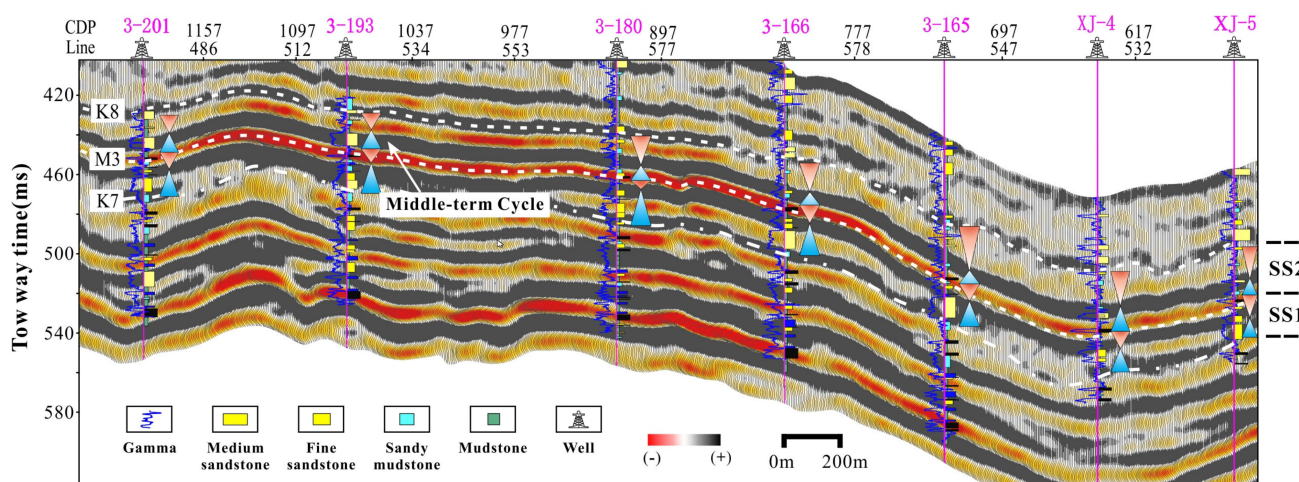 CDP 3-201 1157 1097 3-193 1037 977 3-180 897 3-166 777 3-165 697 XJ-4 617 XJ-5
Line 486 512 534 553 577 578 547 532
Tow way time(ms)
420
460
500
540
580
K8
M3
K7
Middle-term Cycle
SS2
SS1
Gamma
Medium
sandstone
Fine
sandstone
Sandy
mudstone
Mudstone
Well
(-) (+)
0m 200m